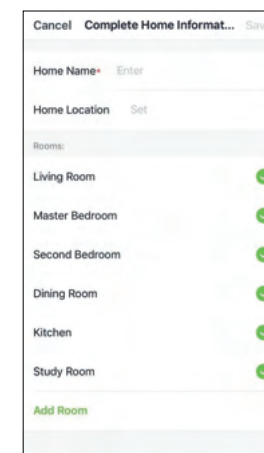 Cancel Complete Home Informat... Sav
Home Name* Enter
Home Location Set
Rooms:
Living Room
Master Bedroom
Second Bedroom
Dining Room
Kitchen
Study Room
Add Room